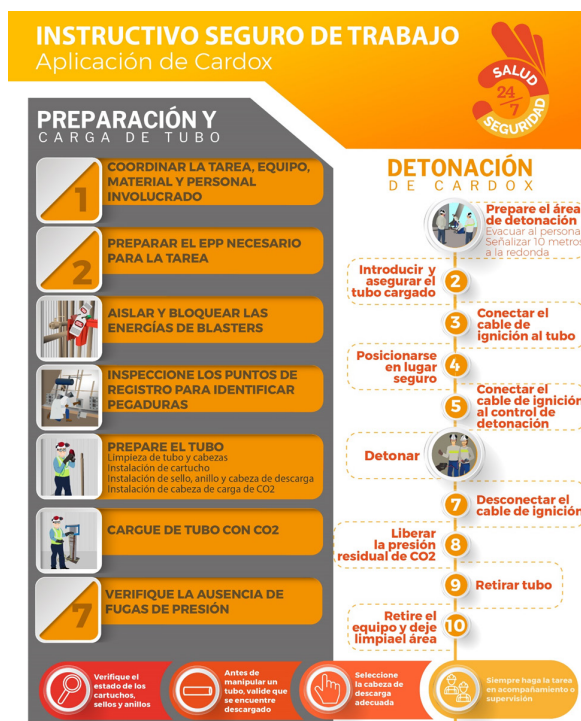 INSTRUCTIVO SEGURO DE TRABAJO
Aplicación de Cardox
SALUD
24
7
SEGURIDAD
PREPARACIÓN Y
CARGA DE TUBO
1
COORDINAR LA TAREA, EQUIPO,
MATERIAL Y PERSONAL
INVOLUCRADO
2
PREPARAR EL EPP NECESARIO
PARA LA TAREA
AISLAR Y BLOQUEAR LAS
ENERGÍAS DE BLASTERS
INSPECCIONE LOS PUNTOS DE
REGISTRO PARA IDENTIFICAR
PEGADURAS
PREPARE EL TUBO
Limpieza de tubo y cabezas
Instalación de cartucho
Instalación de sello, anillo y cabeza de descarga
Instalación de cabeza de carga de CO2
CARGUE DE TUBO CON CO2
7
VERIFIQUE LA AUSENCIA DE
FUGAS DE PRESIÓN
DETONACIÓN
DE CARDOX
Prepare el área
de detonación
Evacuar al persona
Señalizar 10 metros
a la redonda
Introducir y
asegurar el
tubo cargado
2
3
Conectar el
cable de
ignición al tubo
Posicionarse
en lugar
seguro
4
5
Conectar el
cable de ignición
al control de
detonación
Detonar
7
Desconectar el
cable de ignición
Liberar
la presión
residual de CO2
8
9
Retirar tubo
Retire el
equipo y deje
limpiael área
10
Verifique el
estado de los
cartuchos,
sellos y anillos
Antes de
manipular un
tubo, valide que
se encuentre
descargado
Seleccione
la cabeza de
descarga
adecuada
Siempre haga la tarea
en acompañamiento o
supervisión